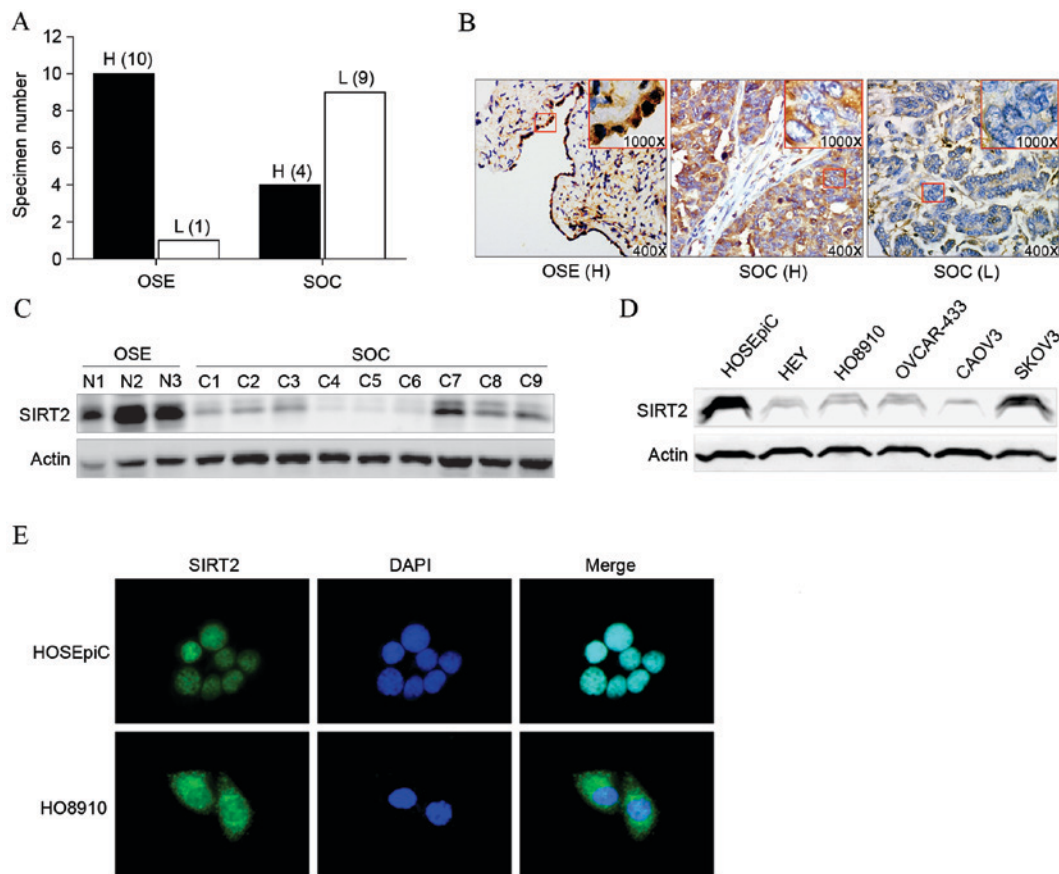 A
Specimen number
12
10
8
6
4
2
0
H (10)
L (1)
H (4)
L (9)
OSE
SOC
B
1000X
400X
1000X
400X
1000X
400X
OSE (H)
SOC (H)
SOC (L)
C
OSE
SOC
N1 N2 N3 C1 C2 C3 C4 C5 C6 C7 C8 C9
SIRT2
Actin
D
HOSEpiC
HEY
HO8910
OVCAR-433
CAOV3
SKOV3
SIRT2
Actin
E
SIRT2 DAPI Merge
HOSEpiC
HO8910